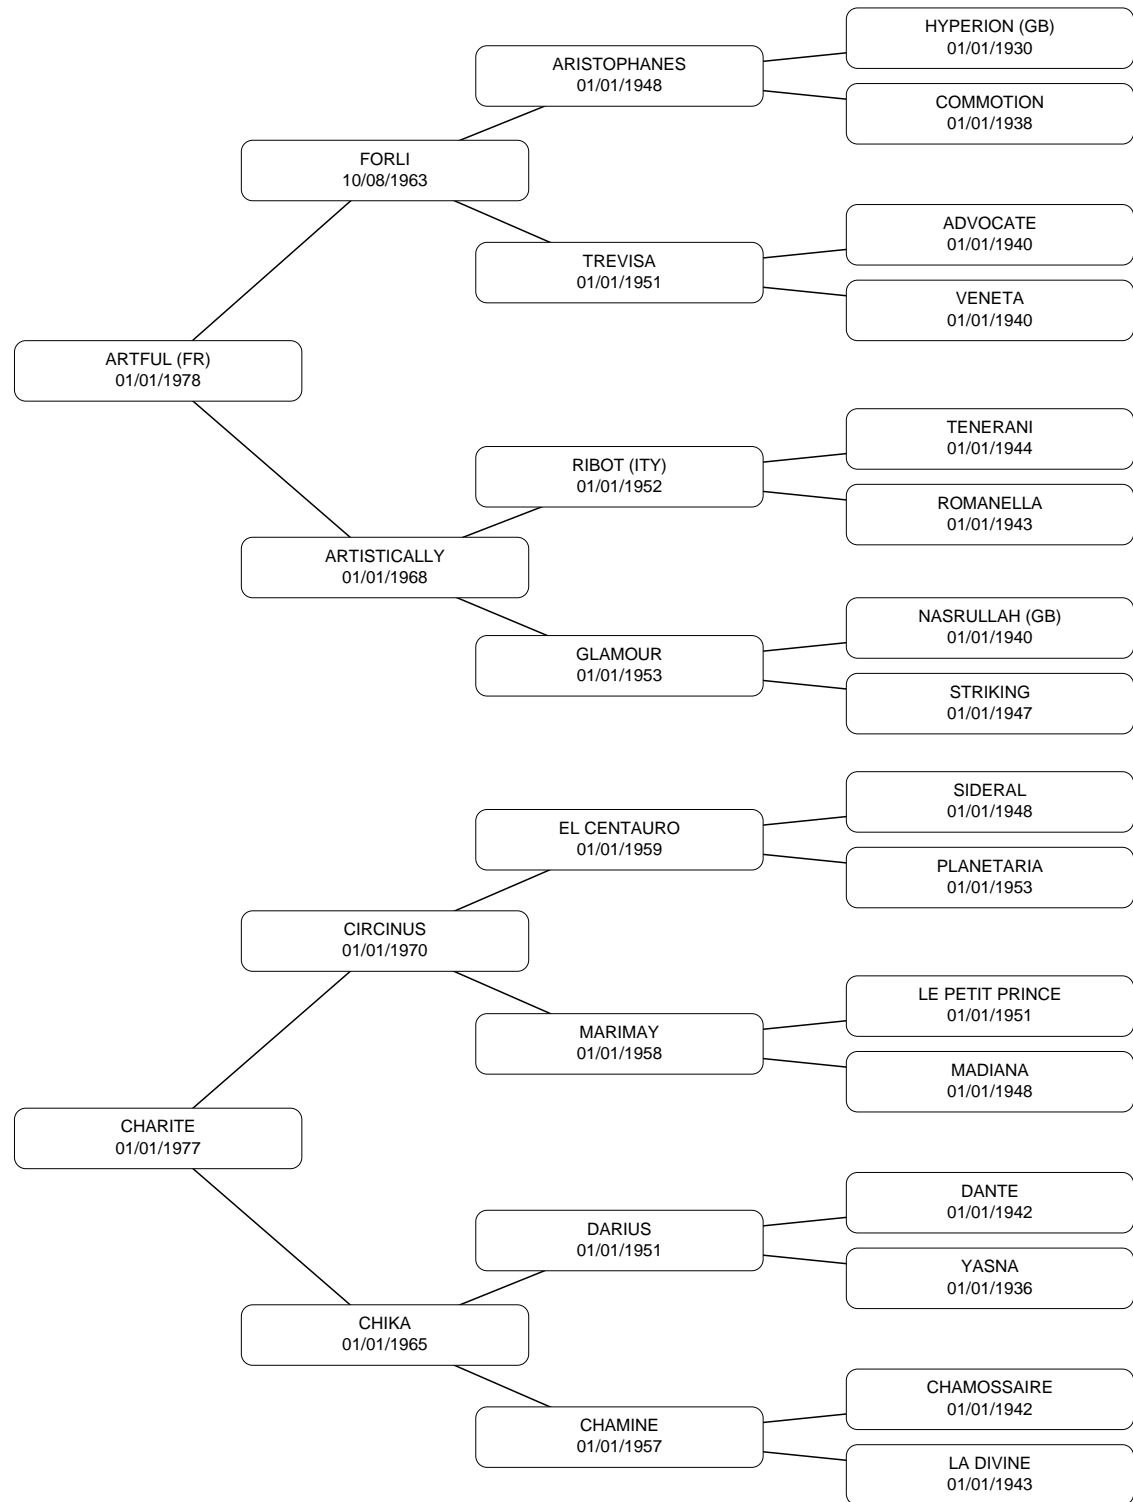 HYPERION (GB)
01/01/1930
ARISTOPHANES
01/01/1948
COMMOTION
01/01/1938
FORLI
10/08/1963
ADVOCATE
01/01/1940
TREVISA
01/01/1951
VENETA
01/01/1940
ARTFUL (FR)
01/01/1978
TENERANI
01/01/1944
RIBOT (ITY)
01/01/1952
ROMANELLA
01/01/1943
ARTISTICALLY
01/01/1968
NASRULLAH (GB)
01/01/1940
GLAMOUR
01/01/1953
STRIKING
01/01/1947
SIDERAL
01/01/1948
EL CENTAURO
01/01/1959
PLANETARIA
01/01/1953
CIRCINUS
01/01/1970
LE PETIT PRINCE
01/01/1951
MARIMAY
01/01/1958
MADIANA
01/01/1948
CHARITE
01/01/1977
DANTE
01/01/1942
DARIUS
01/01/1951
YASNA
01/01/1936
CHIKA
01/01/1965
CHAMOSSAIRE
01/01/1942
CHAMINE
01/01/1957
LA DIVINE
01/01/1943